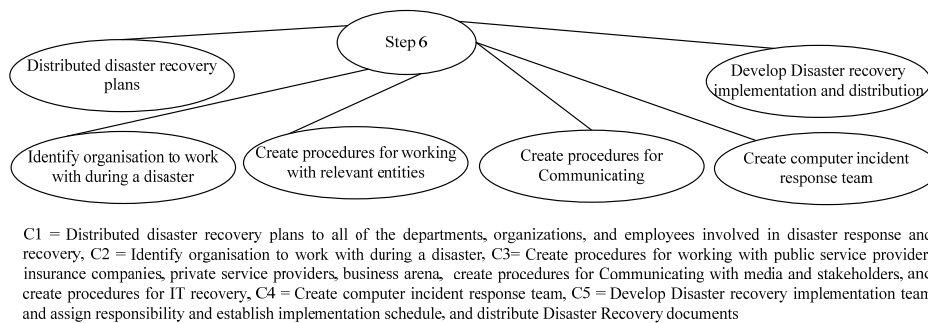 Step 6
Distributed disaster recovery
plans
Develop Disaster recovery
implementation and distribution
Identify organisation to work
with during a disaster
Create procedures for working
with relevant entities
Create procedures for
Communicating
Create computer incident
response team
C1 = Distributed disaster recovery plans to all of the departments, organizations, and employees involved in disaster response and
recovery, C2 = Identify organisation to work with during a disaster, C3= Create procedures for working with public service provider
insurance companies, private service providers, business arena, create procedures for Communicating with media and stakeholders, and
create procedures for IT recovery, C4 = Create computer incident response team, C5 = Develop Disaster recovery implementation team
and assign responsibility and establish implementation schedule, and distribute Disaster Recovery documents